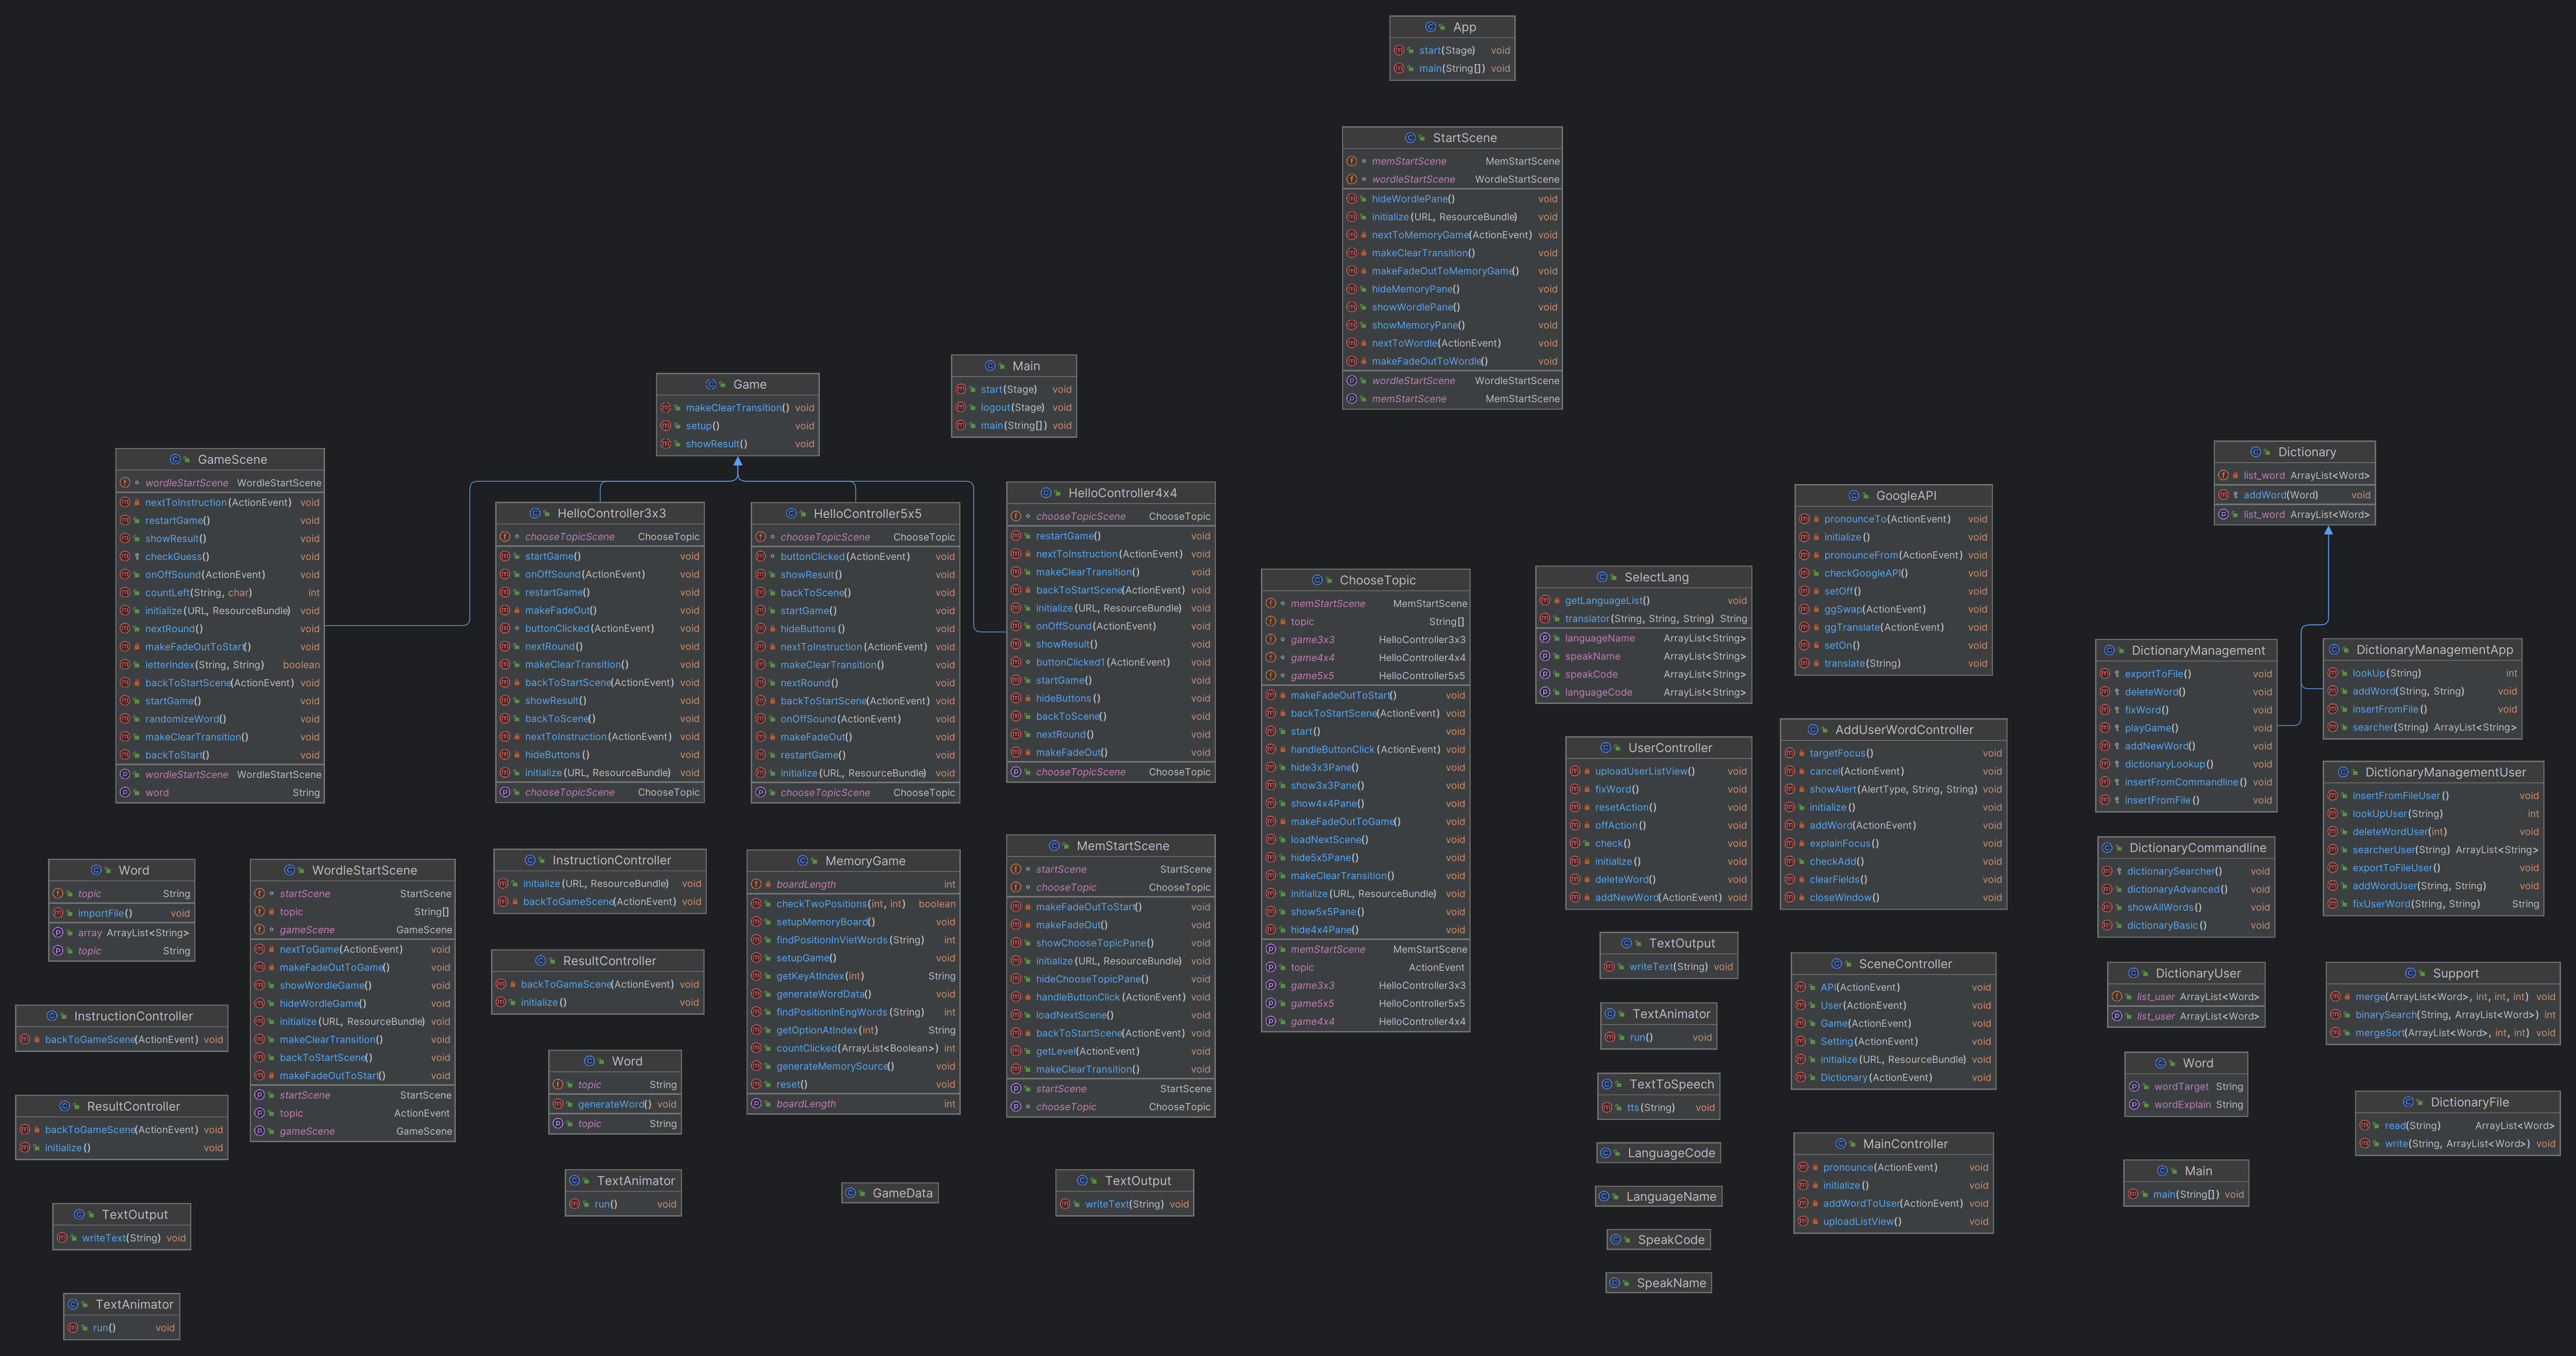 App
start(Stage) void
main(String[]) void
StartScene
memStartScene MemStartScene
wordleStartScene WordleStartScene
hideWordlePane() void
initialize(URL, ResourceBundle) void
nextToMemoryGame(ActionEvent) void
makeClearTransition() void
makeFadeOutToMemoryGame() void
hideMemoryPane() void
showWordlePane() void
showMemoryPane() void
nextToWordle(ActionEvent) void
makeFadeOutToWordle() void
wordleStartScene WordleStartScene
memStartScene MemStartScene
Main
start(Stage) void
logout(Stage) void
main(String[]) void
Game
makeClearTransition() void
setup() void
showResult() void
GameScene
wordleStartScene WordleStartScene
nextToInstruction(ActionEvent) void
restartGame() void
showResult() void
checkGuess() void
onOffSound(ActionEvent) void
countLeft(String, char) int
initialize(URL, ResourceBundle) void
nextRound() void
makeFadeOutToStart() void
letterIndex(String, String) boolean
backToStartScene(ActionEvent) void
startGame() void
randomizeWord() void
makeClearTransition() void
backToStart() void
wordleStartScene WordleStartScene
word String
HelloController3x3
chooseTopicScene ChooseTopic
startGame() void
onOffSound(ActionEvent) void
restartGame() void
makeFadeOut() void
buttonClicked(ActionEvent) void
nextRound() void
makeClearTransition() void
backToStartScene(ActionEvent) void
showResult() void
backToScene() void
nextToInstruction(ActionEvent) void
hideButtons() void
initialize(URL, ResourceBundle) void
chooseTopicScene ChooseTopic
HelloController5x5
chooseTopicScene ChooseTopic
buttonClicked(ActionEvent) void
showResult() void
backToScene() void
startGame() void
hideButtons() void
nextToInstruction(ActionEvent) void
makeClearTransition() void
nextRound() void
backToStartScene(ActionEvent) void
onOffSound(ActionEvent) void
makeFadeOut() void
restartGame() void
initialize(URL, ResourceBundle) void
chooseTopicScene ChooseTopic
HelloController4x4
chooseTopicScene ChooseTopic
restartGame() void
nextToInstruction(ActionEvent) void
makeClearTransition() void
backToStartScene(ActionEvent) void
initialize(URL, ResourceBundle) void
onOffSound(ActionEvent) void
showResult() void
buttonClicked1(ActionEvent) void
startGame() void
hideButtons() void
backToScene() void
nextRound() void
makeFadeOut() void
chooseTopicScene ChooseTopic
ChooseTopic
memStartScene MemStartScene
topic String[]
game3x3 HelloController3x3
game4x4 HelloController4x4
game5x5 HelloController5x5
makeFadeOutToStart() void
backToStartScene(ActionEvent) void
start() void
handleButtonClick(ActionEvent) void
hide3x3Pane() void
show3x3Pane() void
show4x4Pane() void
makeFadeOutToGame() void
loadNextScene() void
hide5x5Pane() void
makeClearTransition() void
initialize(URL, ResourceBundle) void
show5x5Pane() void
hide4x4Pane() void
memStartScene MemStartScene
topic ActionEvent
game3x3 HelloController3x3
game5x5 HelloController5x5
game4x4 HelloController4x4
SelectLang
getLanguageList() void
translator(String, String, String) String
languageName ArrayList<String>
speakName ArrayList<String>
speakCode ArrayList<String>
languageCode ArrayList<String>
GoogleAPI
pronounceTo(ActionEvent) void
initialize() void
pronounceFrom(ActionEvent) void
checkGoogleAPI() void
setOff() void
ggSwap(ActionEvent) void
ggTranslate(ActionEvent) void
setOn() void
translate(String) void
Dictionary
list_word ArrayList<Word>
addWord(Word) void
list_word ArrayList<Word>
DictionaryManagement
exportToFile() void
deleteWord() void
fixWord() void
playGame() void
addNewWord() void
dictionaryLookup() void
insertFromCommandline() void
insertFromFile() void
DictionaryManagementApp
lookUp(String) int
addWord(String, String) void
insertFromFile() void
searcher(String) ArrayList<String>
UserController
uploadUserListView() void
fixWord() void
resetAction() void
offAction() void
check() void
initialize() void
deleteWord() void
addNewWord(ActionEvent) void
AddUserWordController
targetFocus() void
cancel(ActionEvent) void
showAlert(AlertType, String, String) void
initialize() void
addWord(ActionEvent) void
explainFocus() void
checkAdd() void
clearFields() void
closeWindow() void
DictionaryManagementUser
insertFromFileUser() void
lookUpUser(String) int
deleteWordUser(int) void
searcherUser(String) ArrayList<String>
exportToFileUser() void
addWordUser(String, String) void
fixUserWord(String, String) String
DictionaryCommandline
dictionarySearcher() void
dictionaryAdvanced() void
showAllWords() void
dictionaryBasic() void
Word
topic String
importFile() void
array ArrayList<String>
topic String
WordleStartScene
startScene StartScene
topic String[]
gameScene GameScene
nextToGame(ActionEvent) void
makeFadeOutToGame() void
showWordleGame() void
hideWordleGame() void
initialize(URL, ResourceBundle) void
makeClearTransition() void
backToStartScene() void
makeFadeOutToStart() void
startScene StartScene
topic ActionEvent
gameScene GameScene
InstructionController
initialize(URL, ResourceBundle) void
backToGameScene(ActionEvent) void
MemoryGame
boardLength int
checkTwoPositions(int, int) boolean
setupMemoryBoard() void
findPositionInVietWords(String) int
setupGame() void
getKeyAtIndex(int) String
generateWordData() void
findPositionInEngWords(String) int
getOptionAtIndex(int) String
countClicked(ArrayList<Boolean>) int
generateMemorySource() void
reset() void
boardLength int
MemStartScene
startScene StartScene
chooseTopic ChooseTopic
makeFadeOutToStart() void
makeFadeOut() void
showChooseTopicPane() void
initialize(URL, ResourceBundle) void
hideChooseTopicPane() void
handleButtonClick(ActionEvent) void
loadNextScene() void
backToStartScene(ActionEvent) void
getLevel(ActionEvent) void
makeClearTransition() void
startScene StartScene
chooseTopic ChooseTopic
ResultController
backToGameScene(ActionEvent) void
initialize() void
InstructionController
backToGameScene(ActionEvent) void
ResultController
backToGameScene(ActionEvent) void
initialize() void
Word
topic String
generateWord() void
topic String
TextOutput
writeText(String) void
TextAnimator
run() void
TextToSpeech
tts(String) void
LanguageCode
LanguageName
SpeakCode
SpeakName
SceneController
API(ActionEvent) void
User(ActionEvent) void
Game(ActionEvent) void
Setting(ActionEvent) void
initialize(URL, ResourceBundle) void
Dictionary(ActionEvent) void
MainController
pronounce(ActionEvent) void
initialize() void
addWordToUser(ActionEvent) void
uploadListView() void
DictionaryUser
list_user ArrayList<Word>
list_user ArrayList<Word>
Support
merge(ArrayList<Word>, int, int, int) void
binarySearch(String, ArrayList<Word>) int
mergeSort(ArrayList<Word>, int, int) void
Word
wordTarget String
wordExplain String
DictionaryFile
read(String) ArrayList<Word>
write(String, ArrayList<Word>) void
Main
main(String[]) void
TextAnimator
run() void
GameData
TextOutput
writeText(String) void
TextOutput
writeText(String) void
TextAnimator
run() void